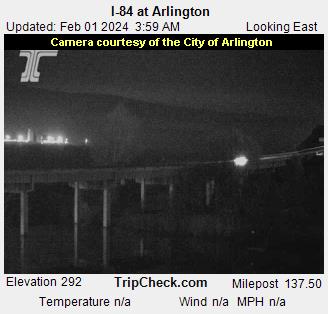 I-84 at Arlington
Updated: Feb 01 2024 3:59 AM Looking East
Camera courtesy of the City of Arlington
Elevation 292 TripCheck.com Milepost 137.50
Temperature n/a Wind n/a MPH n/a